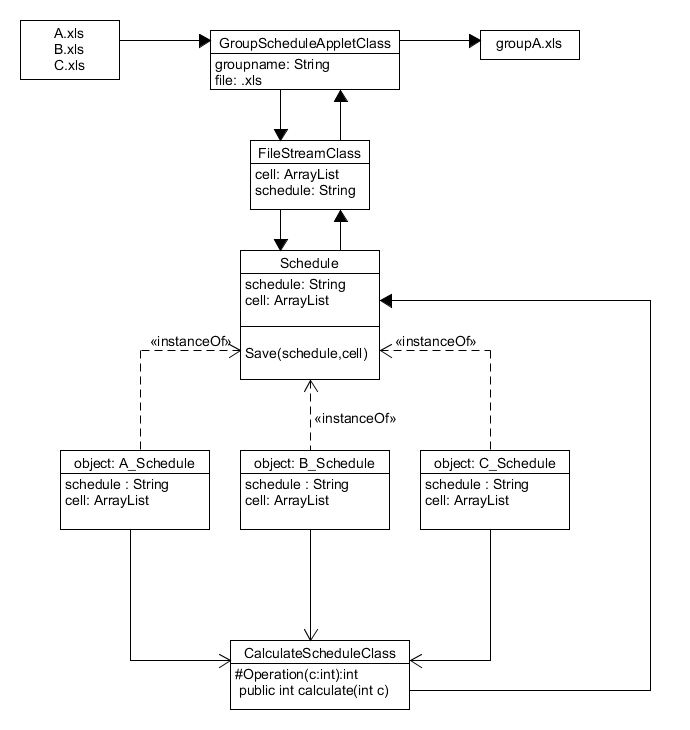 A.xls
B.xls
C.xls
GroupScheduleAppletClass
groupname: String
file: .xls
groupA.xls
FileStreamClass
cell: ArrayList
schedule: String
Schedule
schedule: String
cell: ArrayList
Save(schedule,cell)
«instanceOf»
«instanceOf»
«instanceOf»
object: A_Schedule
schedule : String
cell: ArrayList
object: B_Schedule
schedule : String
cell: ArrayList
object: C_Schedule
schedule : String
cell: ArrayList
CalculateScheduleClass
#Operation(c:int):int
public int calculate(int c)